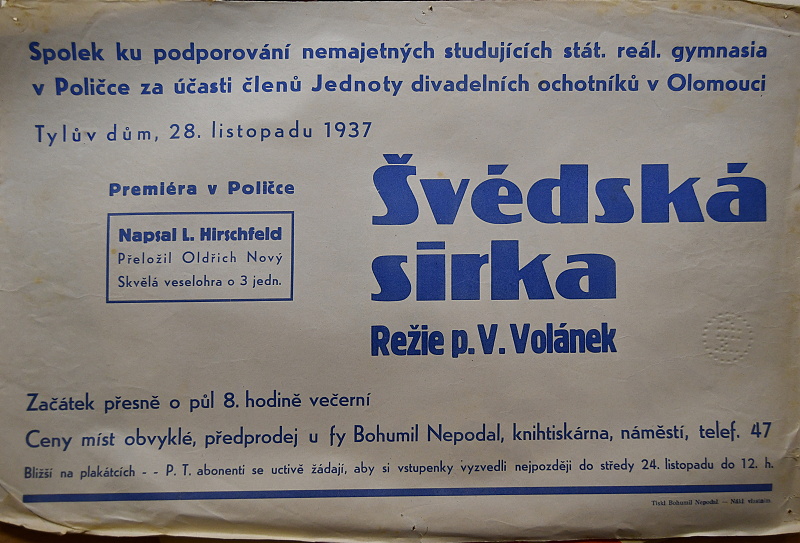 Spolek ku podporování nemajetných studujících stát. reál. gymnasia
v Poličce za účasti členů Jednoty divadelních ochotníků v Olomouci
Tylův dům, 28. listopadu 1937
Premiéra v Poličce
Napsal L. Hirschfeld
Přeložil Oldřich Nový
Skvělá veselohra o 3 jedn.
Švédská
sirka
Režie p. V. Volánek
Začátek přesně o půl 8. hodině večerní
Ceny míst obvyklé, předprodej u fy Bohumil Nepodal, knihtiskárna, náměstí, telef. 47
Bližší na plakátcích - - P. T. abonenti se uctivě žádají, aby si vstupenky vyzvedli nejpozději do středy 24. listopadu do 12. h.
Tiskl Bohumil Nepodal — Nákl. vlastním.